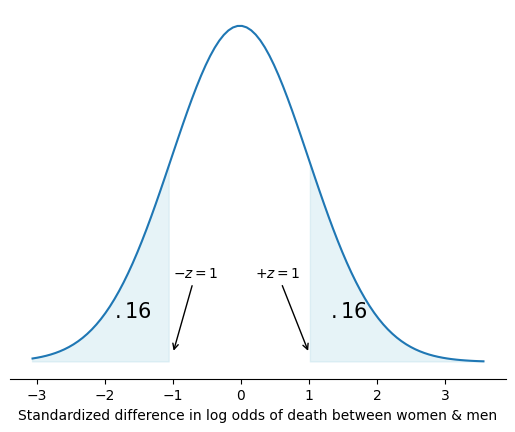 −z = 1
+z = 1
.16
.16
−3 −2 −1 0 1 2 3
Standardized difference in log odds of death between women & men